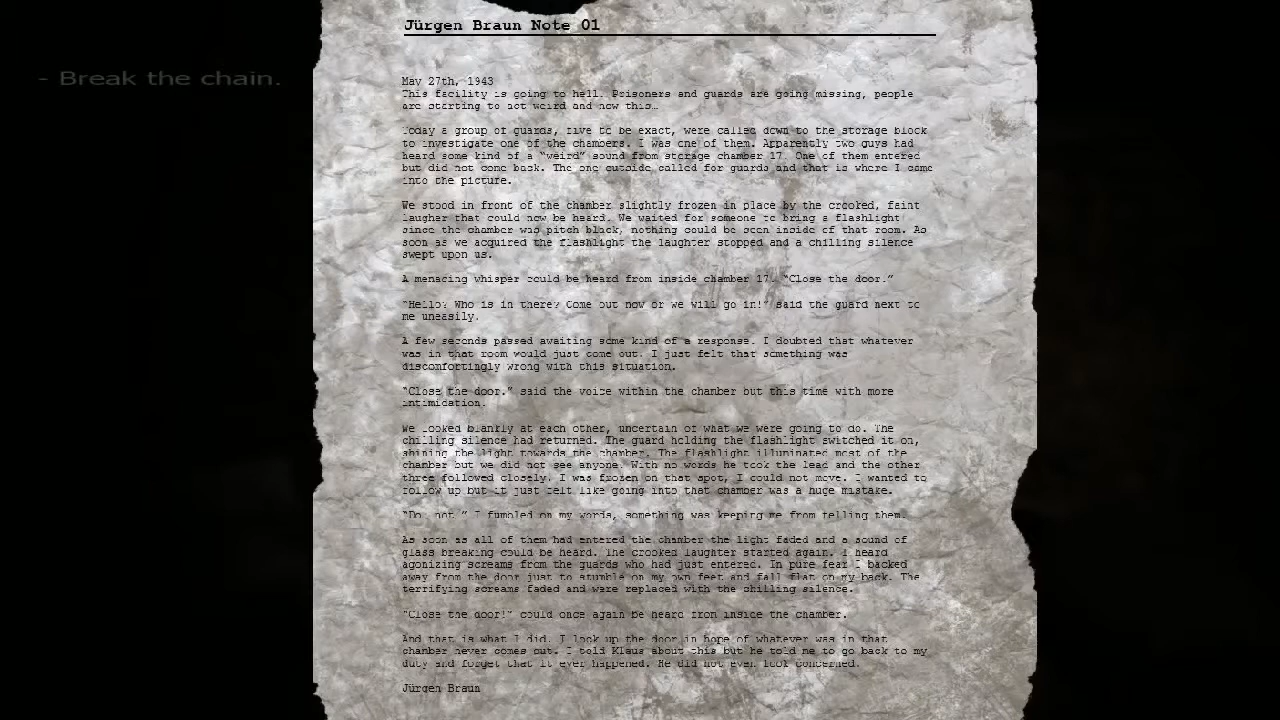 Jürgen Braun Note 01
- Break the chain.
May 27th, 1943
This facility is going to hell. Prisoners and guards are going missing, people
are starting to act weird and now this…
Today a group of guards, five to be exact, were called down to the storage block
to investigate one of the chambers. I was one of them. Apparently two guys had
heard some kind of a “weird” sound from storage chamber 17. One of them entered
but did not come back. The one outside called for guards and that is where I came
into the picture.
We stood in front of the chamber slightly frozen in place by the crooked, faint
laugher that could now be heard. We waited for someone to bring a flashlight
since the chamber was pitch black, nothing could be seen inside of that room. As
soon as we acquired the flashlight the laughter stopped and a chilling silence
swept upon us.
A menacing whisper could be heard from inside chamber 17. “Close the door.”
“Hello? Who is in there? Come out now or we will go in!” said the guard next to
me uneasily.
A few seconds passed awaiting some kind of a response. I doubted that whatever
was in that room would just come out. I just felt that something was
discomfortingly wrong with this situation.
“Close the door.” said the voice within the chamber but this time with more
intimidation.
We looked blankly at each other, uncertain of what we were going to do. The
chilling silence had returned. The guard holding the flashlight switched it on,
shining the light towards the chamber. The flashlight illuminated most of the
chamber but we did not see anyone. With no words he took the lead and the other
three followed closely. I was frozen on that spot, I could not move. I wanted to
follow up but it just felt like going into that chamber was a huge mistake.
“Do… not…” I fumbled on my words, something was keeping me from telling them.
As soon as all of them had entered the chamber the light faded and a sound of
glass breaking could be heard. The crooked laughter started again. I heard
agonizing screams from the guards who had just entered. In pure fear I backed
away from the door just to stumble on my own feet and fall flat on my back. The
terrifying screams faded and were replaced with the chilling silence.
“Close the door!” could once again be heard from inside the chamber.
And that is what I did. I lock up the door in hope of whatever was in that
chamber never comes out. I told Klaus about this but he told me to go back to my
duty and forget that it ever happened. He did not even look concerned.
Jürgen Braun